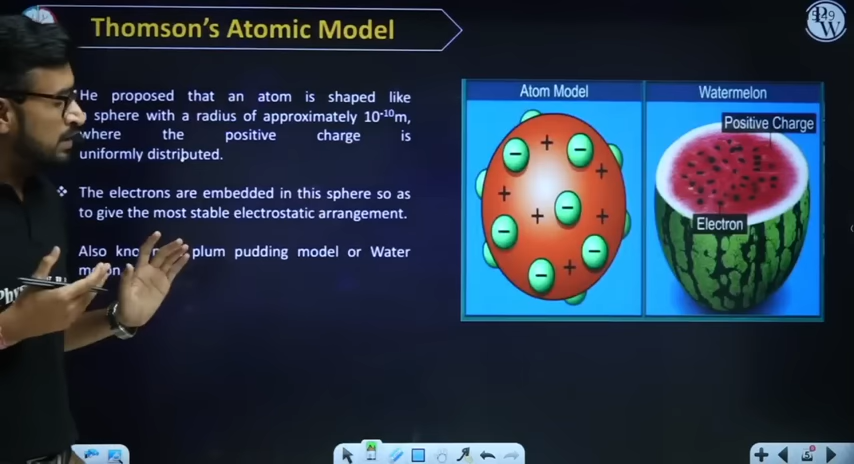 Thomson's Atomic Model
He proposed that an atom is shaped like
sphere with a radius of approximately 10⁻¹⁰m,
where the positive charge is
uniformly distributed.
❖ The electrons are embedded in this sphere so as
to give the most stable electrostatic arrangement.
Also plum pudding model or Water
Atom Model
Watermelon
Positive Charge
Electron
+ + + + + +
− − − − − −
W